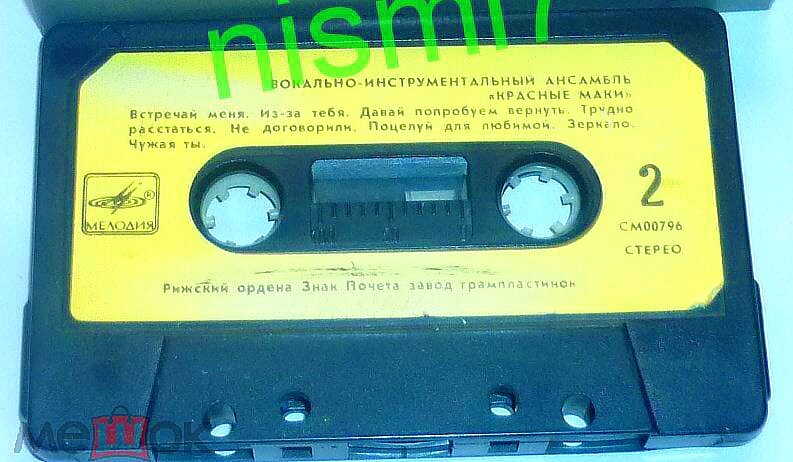 nismi7
ВОКАЛЬНО-ИНСТРУМЕНТАЛЬНЫЙ АНСАМБЛЬ
«КРАСНЫЕ МАКИ»
Встречай меня. Из-за тебя. Давай попробуем вернуть. Трудно
расстаться. Не договорили. Поцелуй для любимой. Зеркало.
Чужая ты.
2
®
МЕЛОДИЯ
СМ00796
СТЕРЕО
Рижский ордена Знак Почета завод грампластинок
мешок